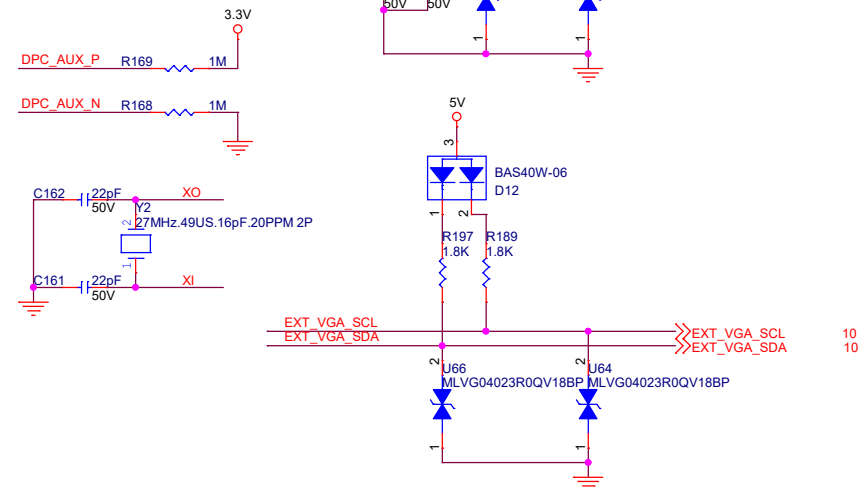 50V 50V
3.3V
1 1
DPC_AUX_P R169 1M
DPC_AUX_N R168 1M
5V
3
BAS40W-06
D12
1 2
C162 22pF XO
50V Y2
2 27MHz.49US.16pF.20PPM 2P
1
C161 22pF XI
50V
R197 R189
1.8K 1.8K
EXT_VGA_SCL
EXT_VGA_SDA
EXT_VGA_SCL 10
EXT_VGA_SDA 10
2 2
U66 U64
MLVG04023R0QV18BP MLVG04023R0QV18BP
1 1